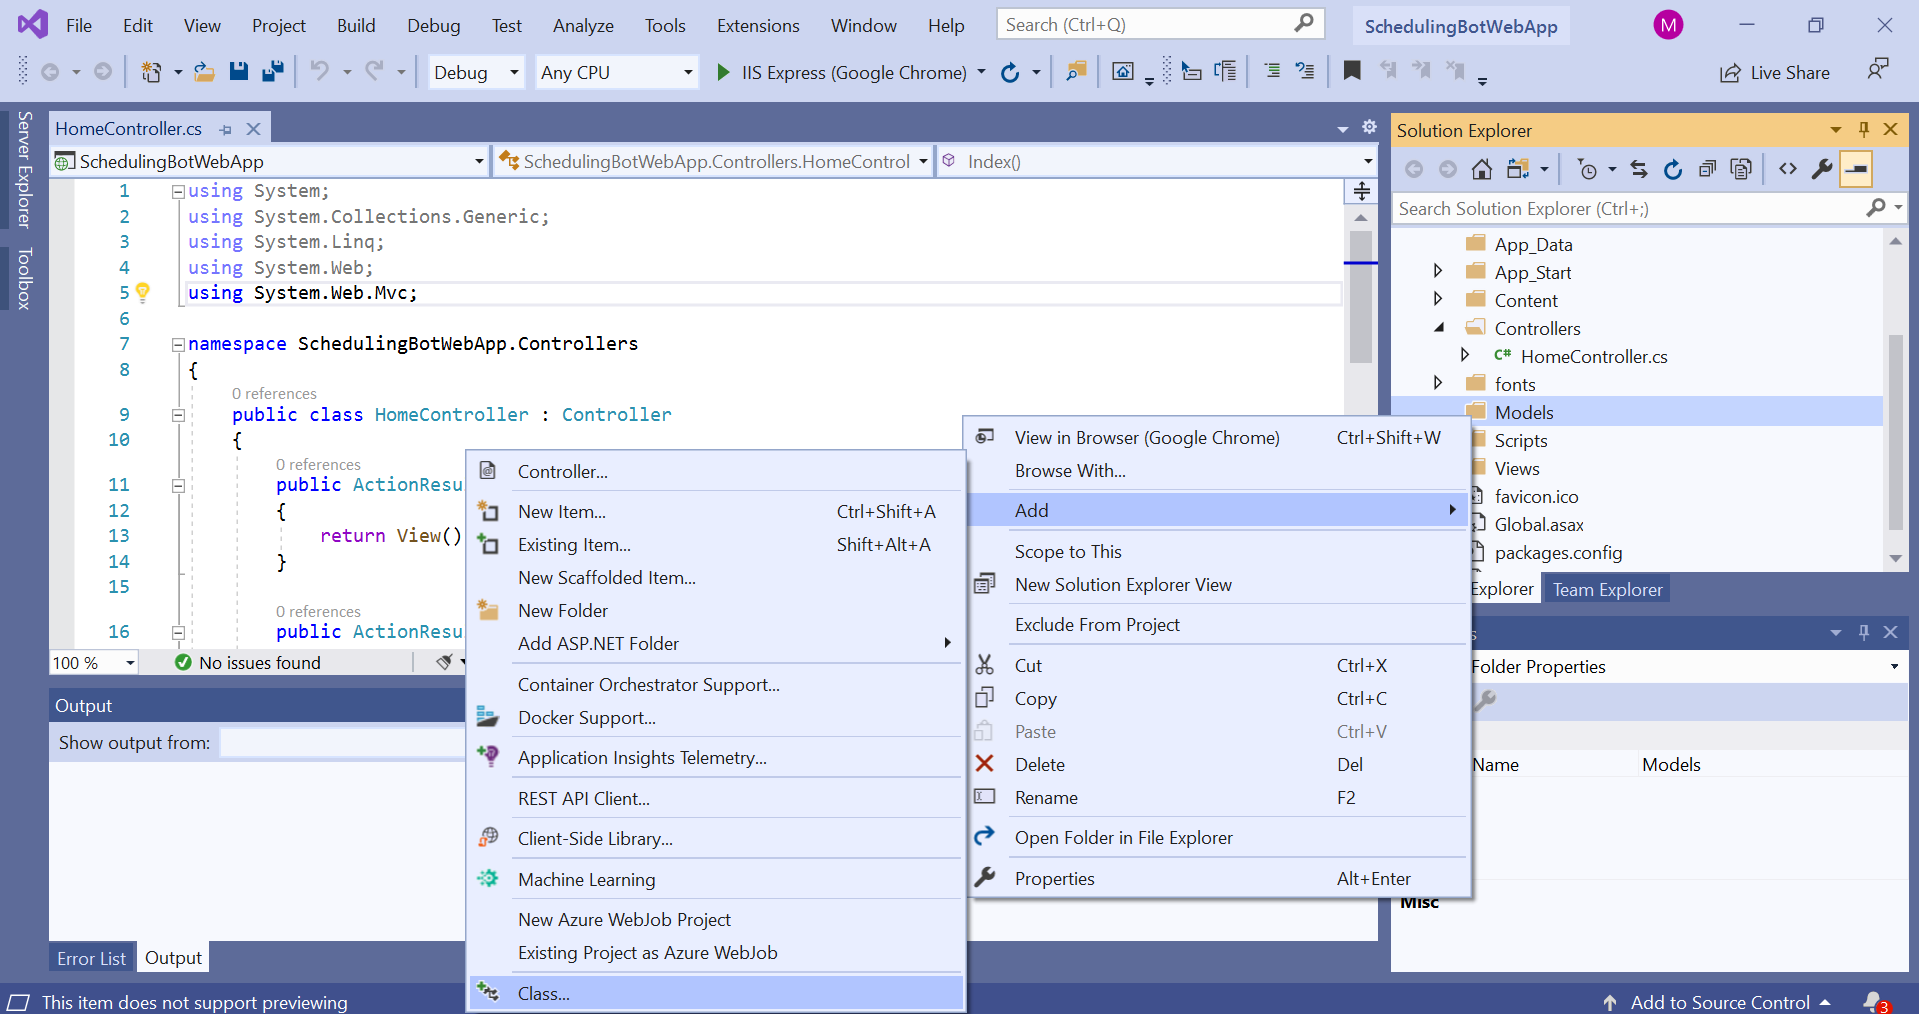 File Edit View Project Build Debug Test Analyze Tools Extensions Window Help Search (Ctrl+Q) SchedulingBotWebApp M
Debug Any CPU IIS Express (Google Chrome) Live Share
Server Explorer
Toolbox
HomeController.cs
SchedulingBotWebApp SchedulingBotWebApp.Controllers.HomeControl Index()
1 using System;
2 using System.Collections.Generic;
3 using System.Linq;
4 using System.Web;
5 using System.Web.Mvc;
6
7 namespace SchedulingBotWebApp.Controllers
8 {
0 references
9 public class HomeController : Controller
10 {
0 references
11 public ActionResu
12 {
13 return View()
14 }
15
0 references
16 public ActionResu
100 % No issues found
Output
Show output from:
Error List Output
Controller...
New Item... Ctrl+Shift+A
Existing Item... Shift+Alt+A
New Scaffolded Item...
New Folder
Add ASP.NET Folder
Container Orchestrator Support...
Docker Support...
Application Insights Telemetry...
REST API Client...
Client-Side Library...
Machine Learning
New Azure WebJob Project
Existing Project as Azure WebJob
Class...
View in Browser (Google Chrome) Ctrl+Shift+W
Browse With...
Add
Scope to This
New Solution Explorer View
Exclude From Project
Cut Ctrl+X
Copy Ctrl+C
Paste Ctrl+V
Delete Del
Rename F2
Open Folder in File Explorer
Properties Alt+Enter
Solution Explorer
Search Solution Explorer (Ctrl+;)
App_Data
App_Start
Content
Controllers
C# HomeController.cs
fonts
Models
Scripts
Views
favicon.ico
Global.asax
packages.config
Explorer Team Explorer
s
Folder Properties
Name Models
Misc
This item does not support previewing Add to Source Control 3